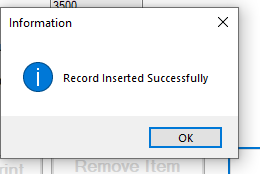 3500
Information
Record Inserted Successfully
OK
Remove Item